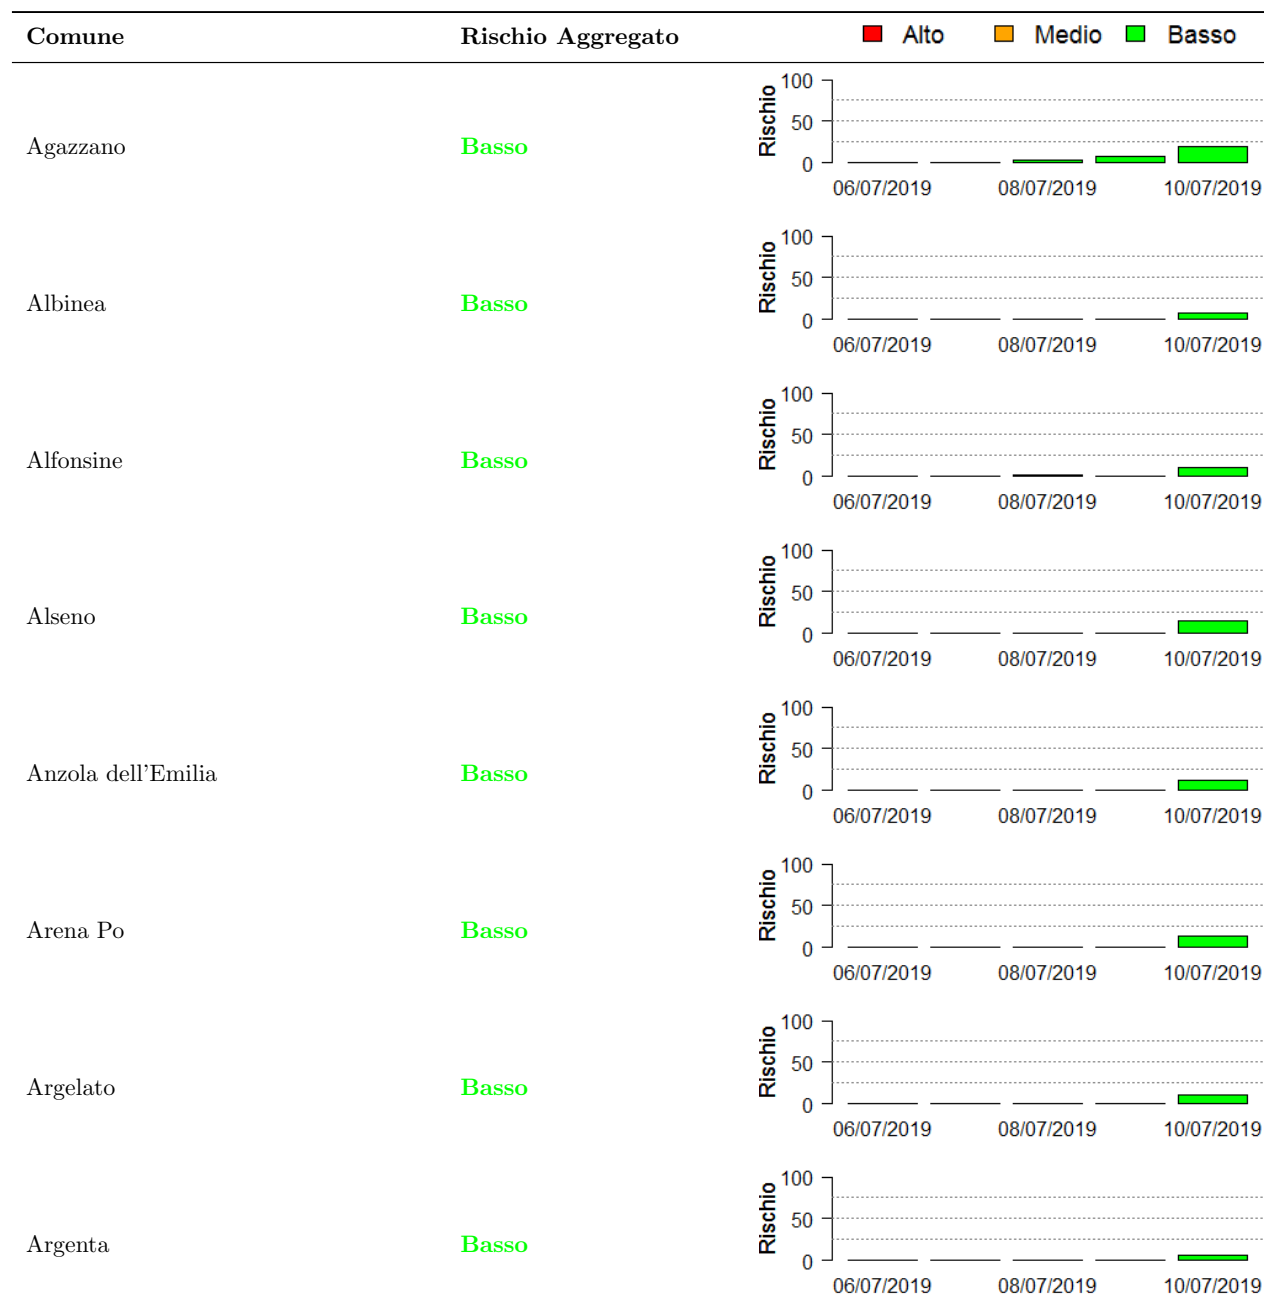 Comune Rischio Aggregato Alto Medio Basso
Agazzano Basso
Rischio
100
50
0
06/07/2019 08/07/2019 10/07/2019
Albinea Basso
Rischio
100
50
0
06/07/2019 08/07/2019 10/07/2019
Alfonsine Basso
Rischio
100
50
0
06/07/2019 08/07/2019 10/07/2019
Alseno Basso
Rischio
100
50
0
06/07/2019 08/07/2019 10/07/2019
Anzola dell'Emilia Basso
Rischio
100
50
0
06/07/2019 08/07/2019 10/07/2019
Arena Po Basso
Rischio
100
50
0
06/07/2019 08/07/2019 10/07/2019
Argelato Basso
Rischio
100
50
0
06/07/2019 08/07/2019 10/07/2019
Argenta Basso
Rischio
100
50
0
06/07/2019 08/07/2019 10/07/2019